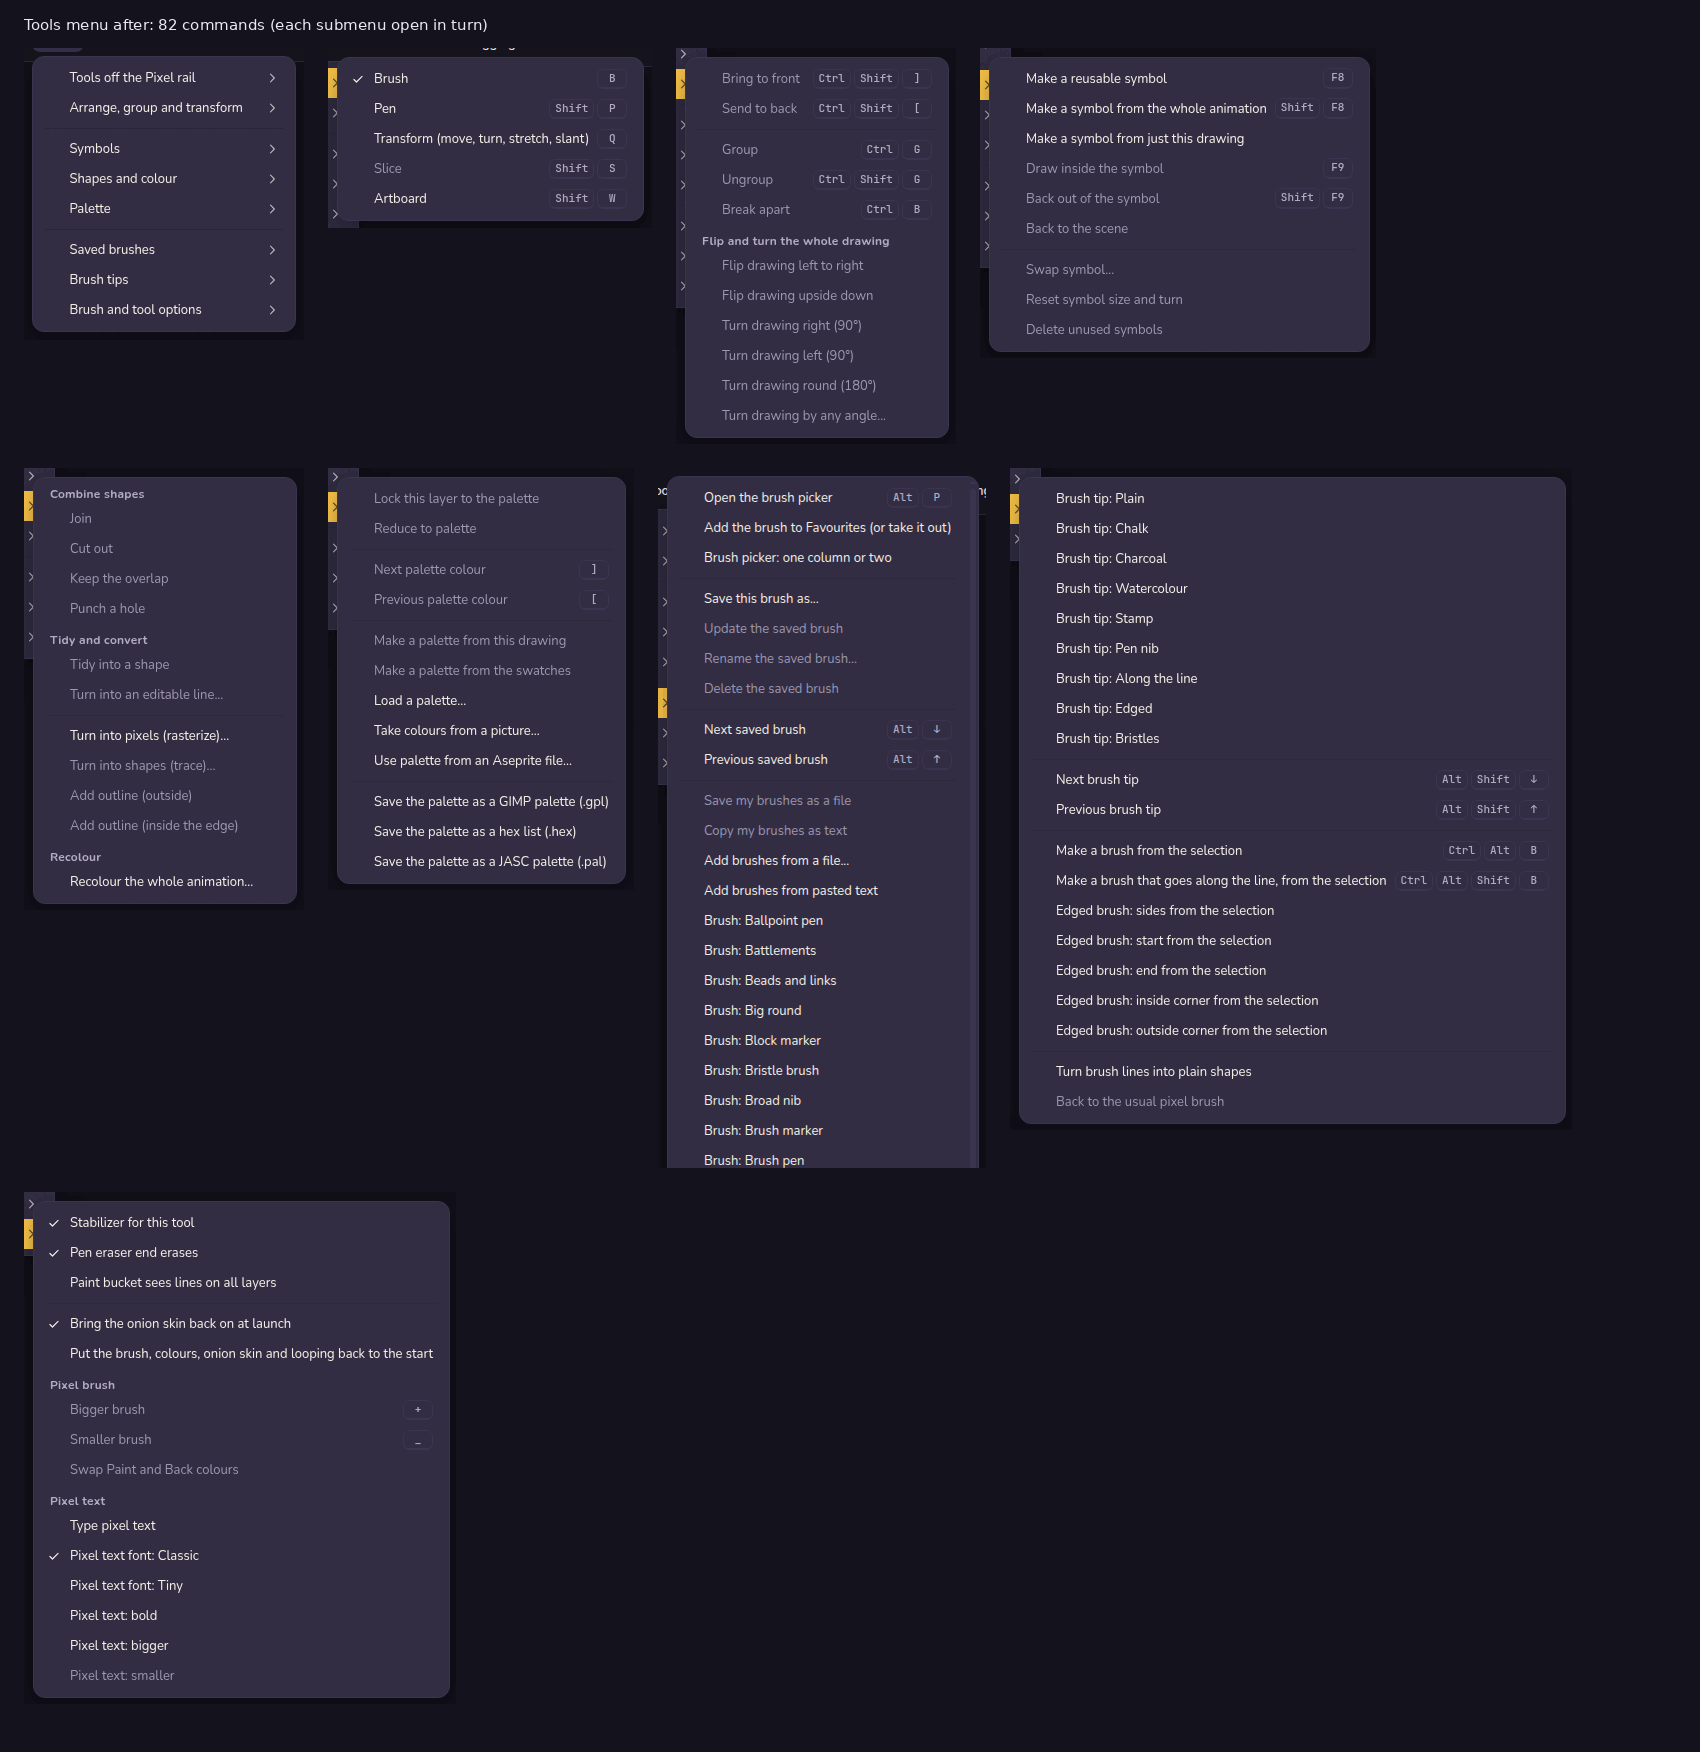 Tools menu after: 82 commands (each submenu open in turn)
Tools off the Pixel rail
Arrange, group and transform
Symbols
Shapes and colour
Palette
Saved brushes
Brush tips
Brush and tool options
Brush B
Pen Shift P
Transform (move, turn, stretch, slant) Q
Slice Shift S
Artboard Shift W
Bring to front Ctrl Shift ]
Send to back Ctrl Shift [
Group Ctrl G
Ungroup Ctrl Shift G
Break apart Ctrl B
Flip and turn the whole drawing
Flip drawing left to right
Flip drawing upside down
Turn drawing right (90°)
Turn drawing left (90°)
Turn drawing round (180°)
Turn drawing by any angle...
Make a reusable symbol F8
Make a symbol from the whole animation Shift F8
Make a symbol from just this drawing
Draw inside the symbol F9
Back out of the symbol Shift F9
Back to the scene
Swap symbol...
Reset symbol size and turn
Delete unused symbols
Combine shapes
Join
Cut out
Keep the overlap
Punch a hole
Tidy and convert
Tidy into a shape
Turn into an editable line...
Turn into pixels (rasterize)...
Turn into shapes (trace)...
Add outline (outside)
Add outline (inside the edge)
Recolour
Recolour the whole animation...
Lock this layer to the palette
Reduce to palette
Next palette colour ]
Previous palette colour [
Make a palette from this drawing
Make a palette from the swatches
Load a palette...
Take colours from a picture...
Use palette from an Aseprite file...
Save the palette as a GIMP palette (.gpl)
Save the palette as a hex list (.hex)
Save the palette as a JASC palette (.pal)
Open the brush picker Alt P
Add the brush to Favourites (or take it out)
Brush picker: one column or two
Save this brush as...
Update the saved brush
Rename the saved brush...
Delete the saved brush
Next saved brush Alt ↓
Previous saved brush Alt ↑
Save my brushes as a file
Copy my brushes as text
Add brushes from a file...
Add brushes from pasted text
Brush: Ballpoint pen
Brush: Battlements
Brush: Beads and links
Brush: Big round
Brush: Block marker
Brush: Bristle brush
Brush: Broad nib
Brush: Brush marker
Brush: Brush pen
Brush tip: Plain
Brush tip: Chalk
Brush tip: Charcoal
Brush tip: Watercolour
Brush tip: Stamp
Brush tip: Pen nib
Brush tip: Along the line
Brush tip: Edged
Brush tip: Bristles
Next brush tip Alt Shift ↓
Previous brush tip Alt Shift ↑
Make a brush from the selection Ctrl Alt B
Make a brush that goes along the line, from the selection Ctrl Alt Shift B
Edged brush: sides from the selection
Edged brush: start from the selection
Edged brush: end from the selection
Edged brush: inside corner from the selection
Edged brush: outside corner from the selection
Turn brush lines into plain shapes
Back to the usual pixel brush
Stabilizer for this tool
Pen eraser end erases
Paint bucket sees lines on all layers
Bring the onion skin back on at launch
Put the brush, colours, onion skin and looping back to the start
Pixel brush
Bigger brush +
Smaller brush _
Swap Paint and Back colours
Pixel text
Type pixel text
Pixel text font: Classic
Pixel text font: Tiny
Pixel text: bold
Pixel text: bigger
Pixel text: smaller